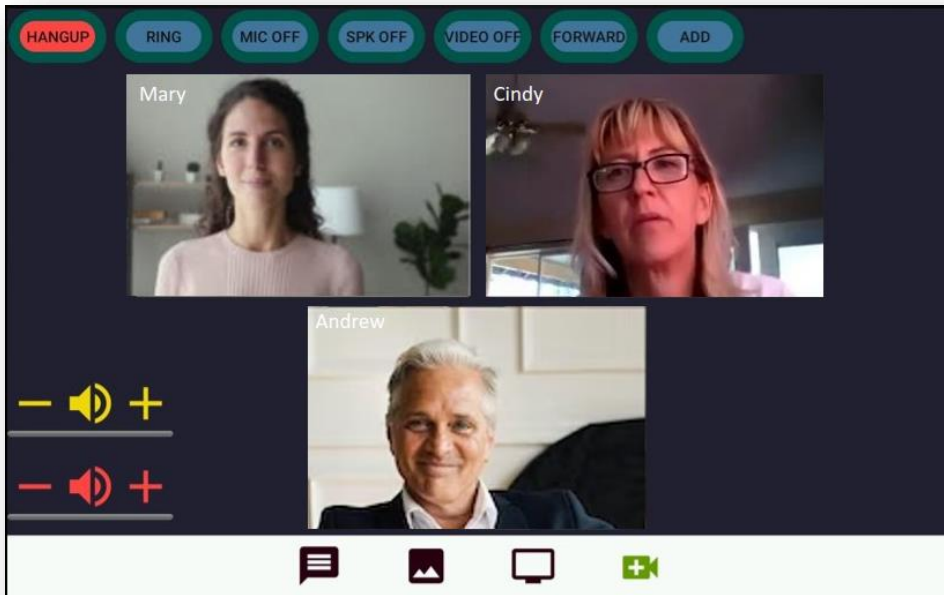 HANGUP RING MIC OFF SPK OFF VIDEO OFF FORWARD ADD
Mary
Cindy
Andrew